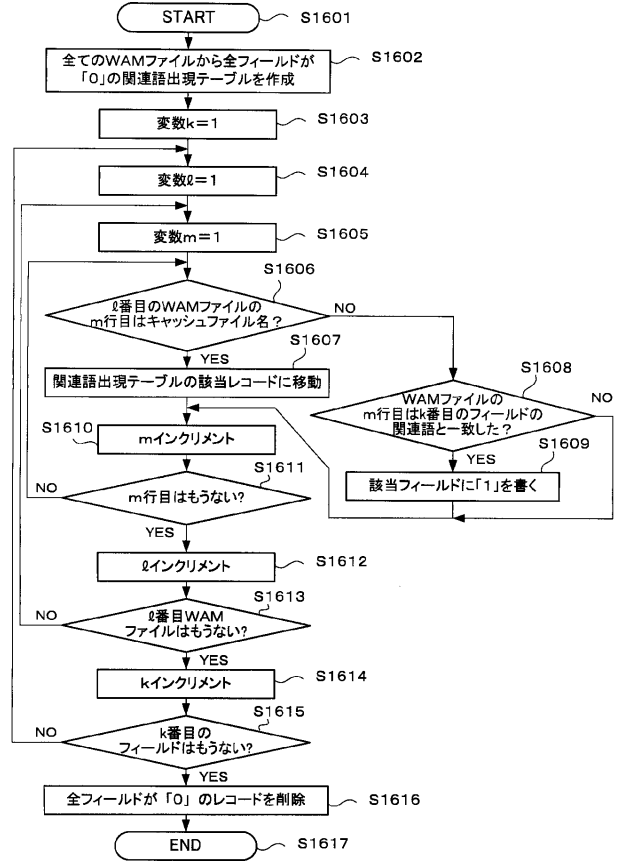 START
S1601
全てのWAMファイルから全フィールドが
「0」の関連語出現テーブルを作成
S1602
変数k＝1
S1603
変数ℓ＝1
S1604
変数m＝1
S1605
S1606
ℓ番目のWAMファイルの
m行目はキャッシュファイル名？
NO
YES
S1607
関連語出現テーブルの該当レコードに移動
S1608
WAMファイルの
m行目はk番目のフィールドの
関連語と一致した？
NO
YES
S1609
該当フィールドに「1」を書く
S1610
mインクリメント
S1611
m行目はもうない?
NO
YES
ℓインクリメント
S1612
S1613
ℓ番目WAM
ファイルはもうない?
NO
YES
kインクリメント
S1614
S1615
k番目の
フィールドはもうない?
NO
YES
全フィールドが「0」のレコードを削除
S1616
END
S1617